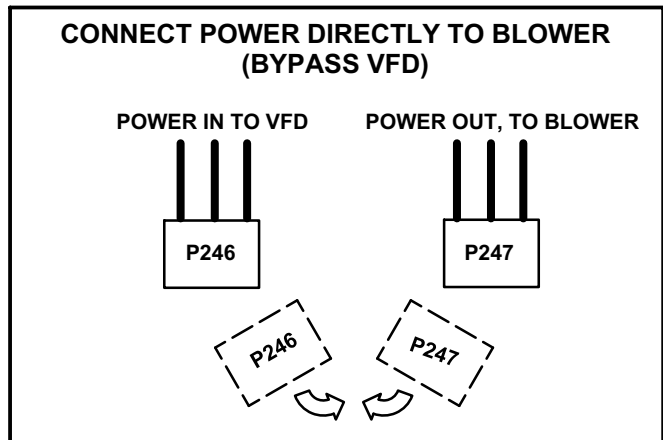 CONNECT POWER DIRECTLY TO BLOWER
(BYPASS VFD)
POWER IN TO VFD
POWER OUT, TO BLOWER
P246
P247
P246
P247